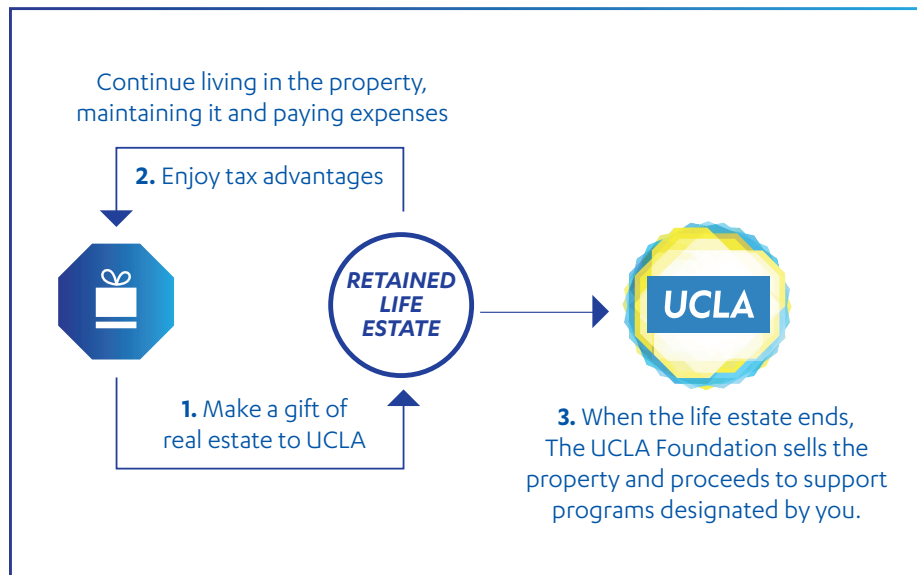 Continue living in the property,
maintaining it and paying expenses
2. Enjoy tax advantages
RETAINED
LIFE
ESTATE
UCLA
1. Make a gift of
real estate to UCLA
3. When the life estate ends,
The UCLA Foundation sells the
property and proceeds to support
programs designated by you.